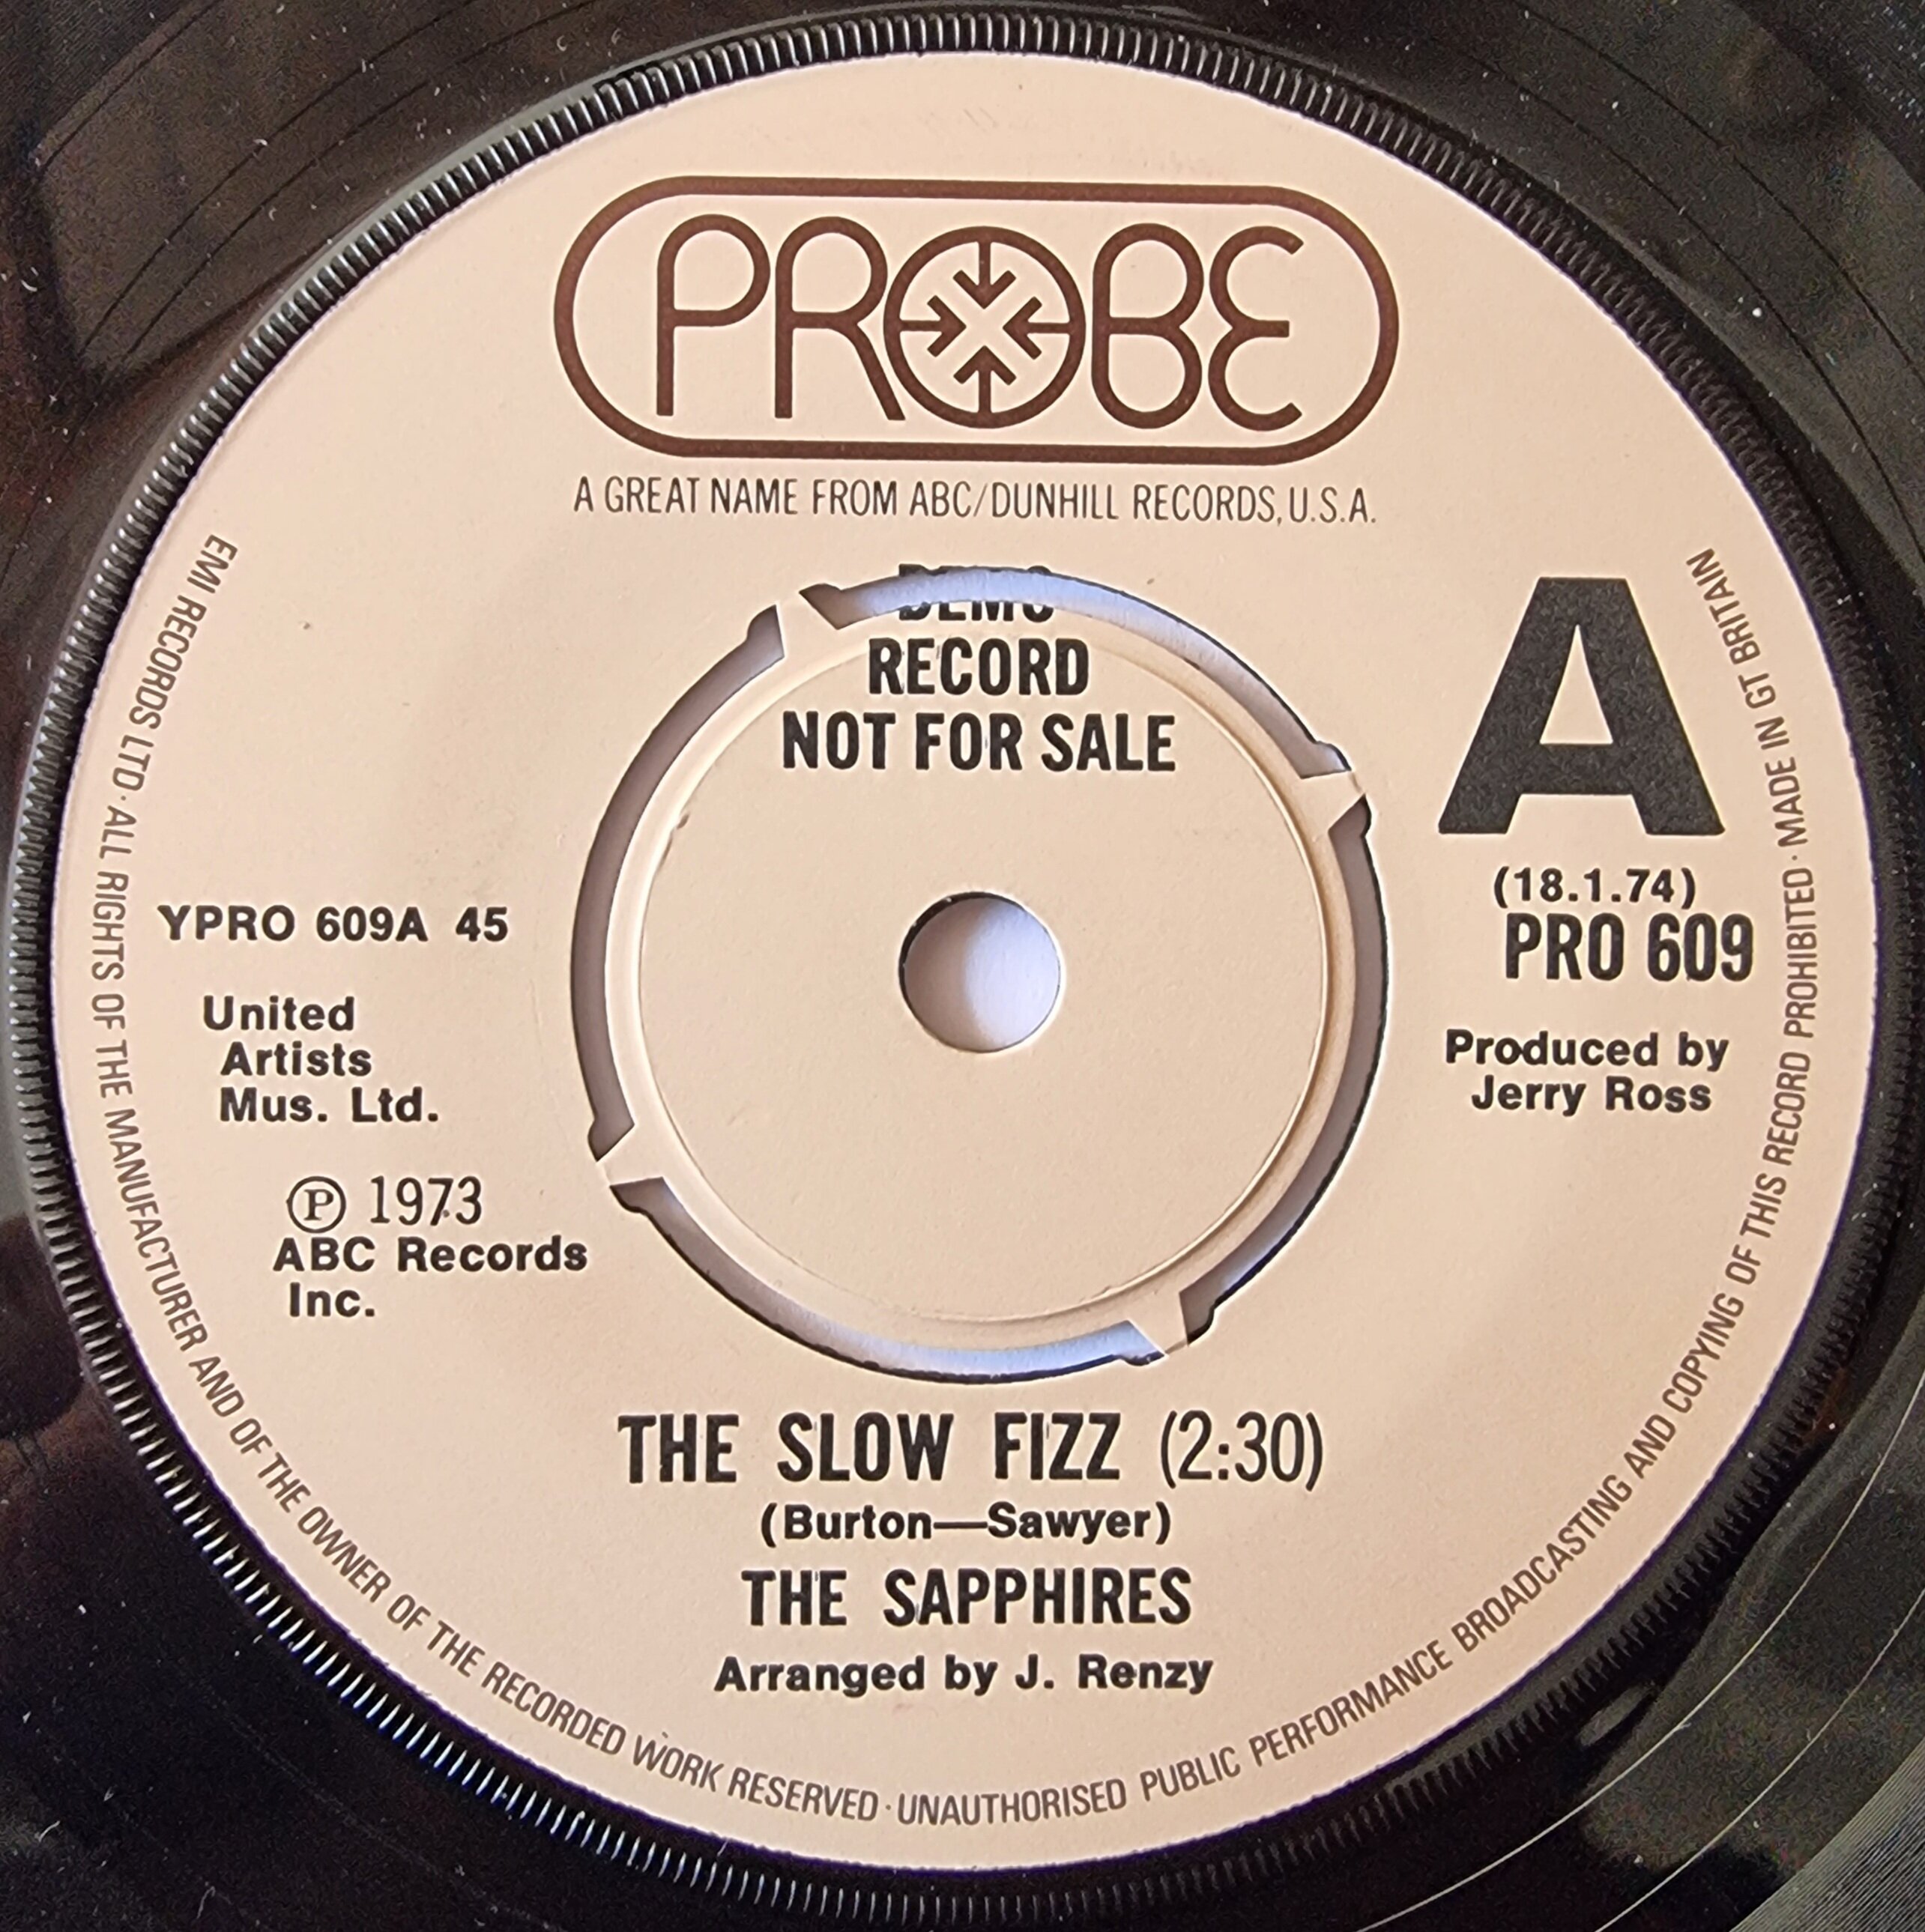 PROBE
A GREAT NAME FROM ABC/DUNHILL RECORDS, U.S.A.
DEMO
RECORD
NOT FOR SALE
A
(18.1.74)
PRO 609
Produced by
Jerry Ross
YPRO 609A 45
United
Artists
Mus. Ltd.
Ⓟ 1973
ABC Records
Inc.
THE SLOW FIZZ (2:30)
(Burton—Sawyer)
THE SAPPHIRES
Arranged by J. Renzy
EMI RECORDS LTD · ALL RIGHTS OF THE MANUFACTURER AND OF THE OWNER OF THE RECORDED WORK RESERVED · UNAUTHORISED PUBLIC PERFORMANCE BROADCASTING AND COPYING OF THIS RECORD PROHIBITED · MADE IN GT BRITAIN